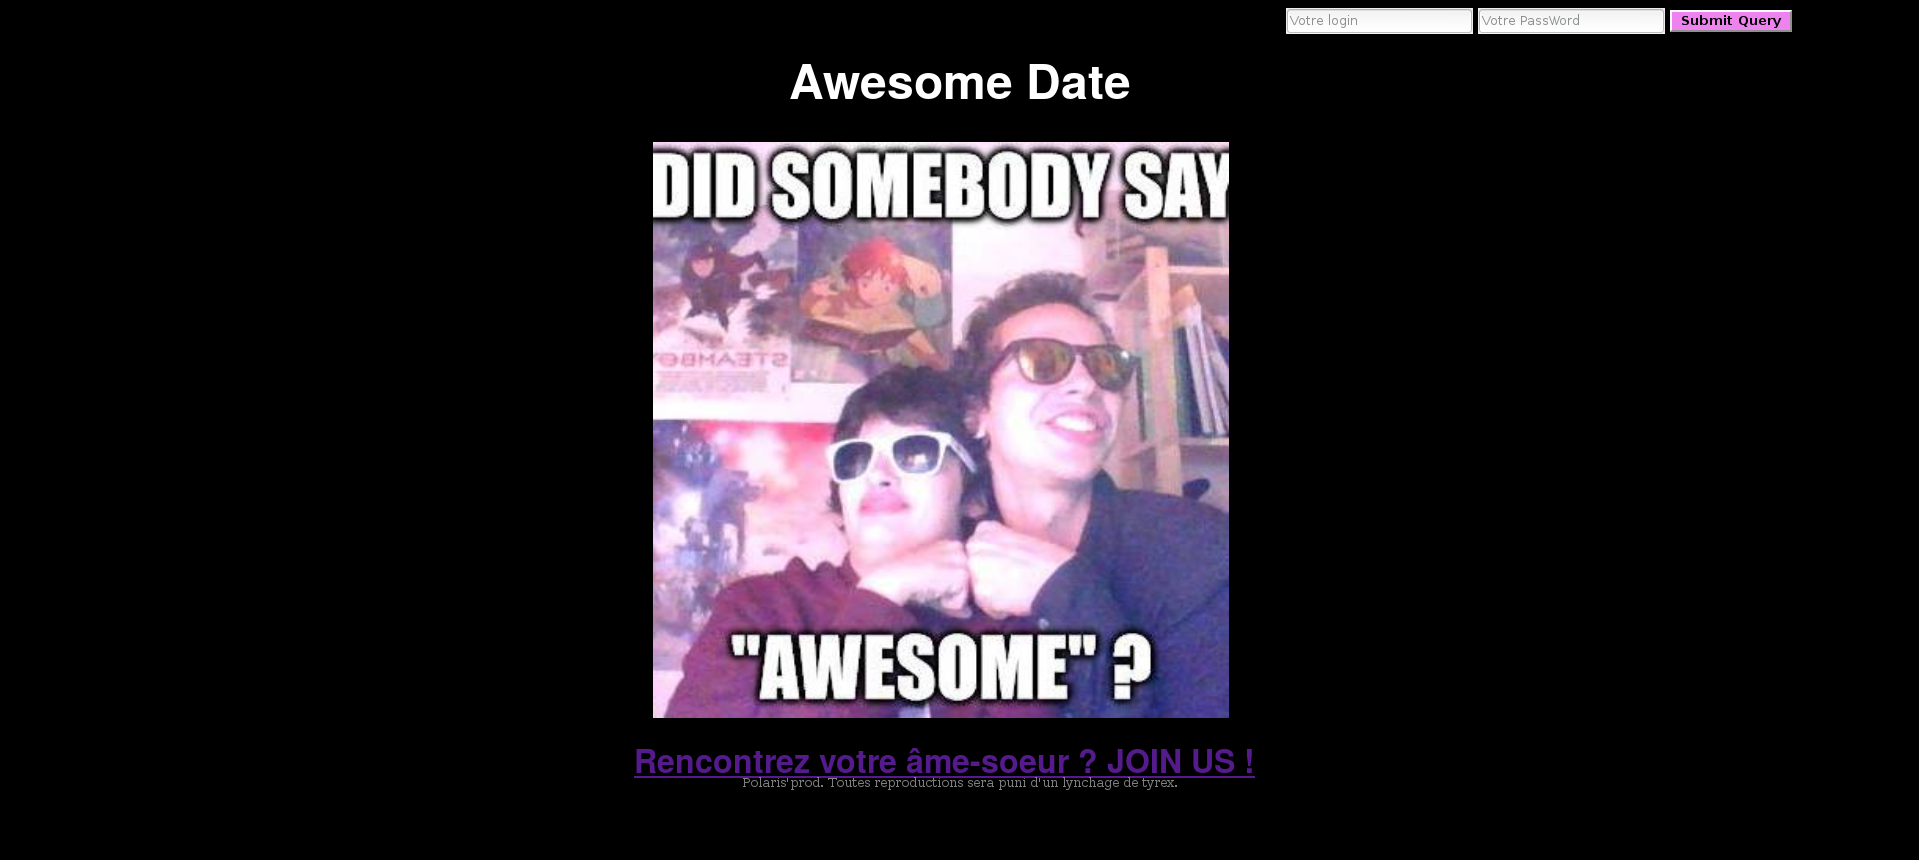 Votre login Votre PassWord Submit Query
Awesome Date
DID SOMEBODY SAY
STEAMBO
"AWESOME" ?
Rencontrez votre âme-soeur ? JOIN US !
Polaris'prod. Toutes reproductions sera puni d'un lynchage de tyrex.